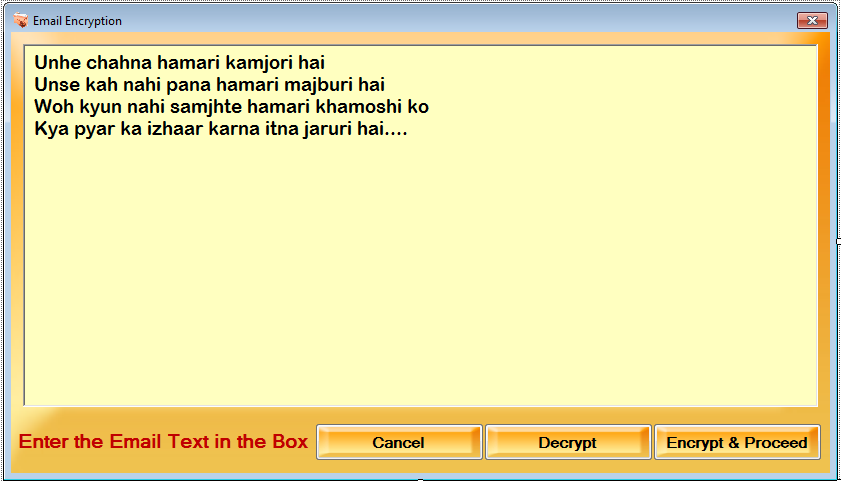 Email Encryption
Unhe chahna hamari kamjori hai
Unse kah nahi pana hamari majburi hai
Woh kyun nahi samjhte hamari khamoshi ko
Kya pyar ka izhaar karna itna jaruri hai....
Enter the Email Text in the Box
Cancel
Decrypt
Encrypt & Proceed